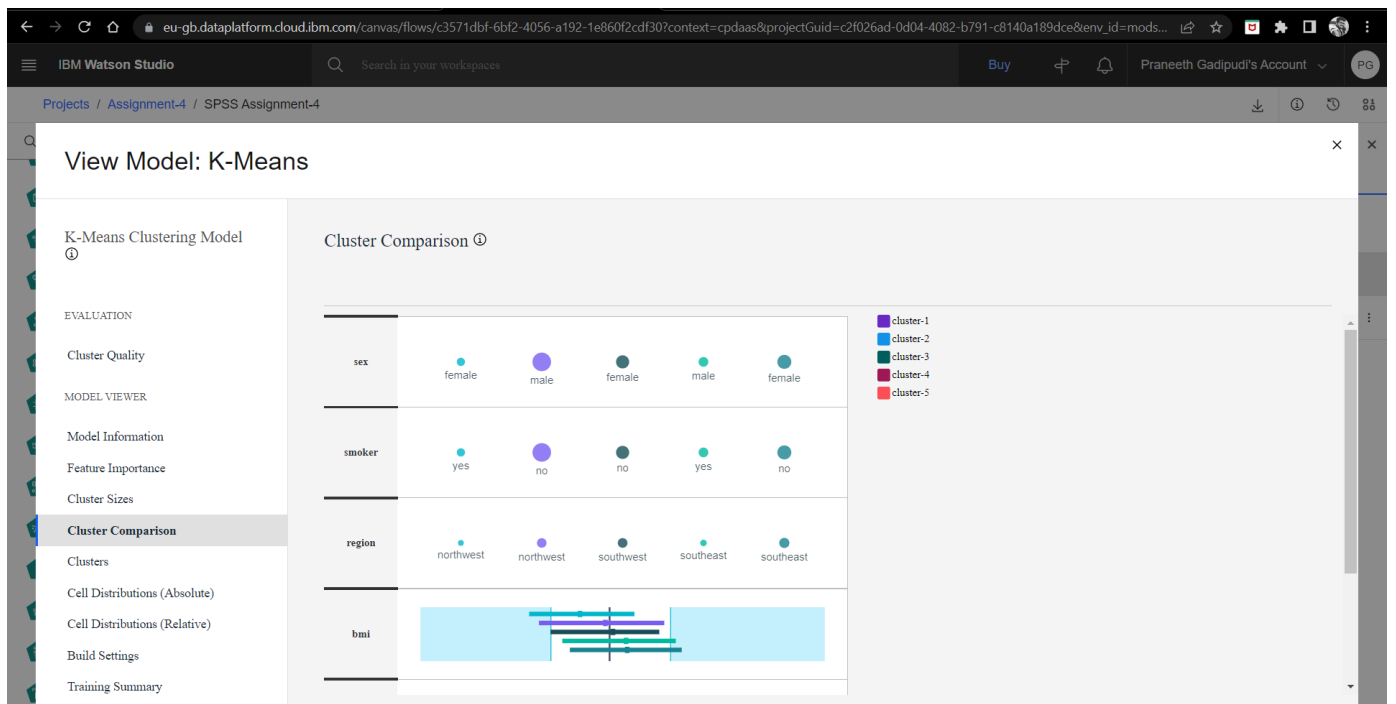 eu-gb.dataplatform.cloud.ibm.com/canvas/flows/c3571dbf-6bf2-4056-a192-1e860f2cdf30?context=cpdaas&projectGuid=c2f026ad-0d04-4082-b791-c8140a189dce&env_id=mods...
IBM Watson Studio
Search in your workspaces
Buy
Praneeth Gadipudi's Account
PG
Projects / Assignment-4 / SPSS Assignment-4
View Model: K-Means
K-Means Clustering Model
EVALUATION
Cluster Quality
MODEL VIEWER
Model Information
Feature Importance
Cluster Sizes
Cluster Comparison
Clusters
Cell Distributions (Absolute)
Cell Distributions (Relative)
Build Settings
Training Summary
Cluster Comparison
sex
female male female male female
smoker
yes no no yes no
region
northwest northwest southwest southeast southeast
bmi
cluster-1
cluster-2
cluster-3
cluster-4
cluster-5